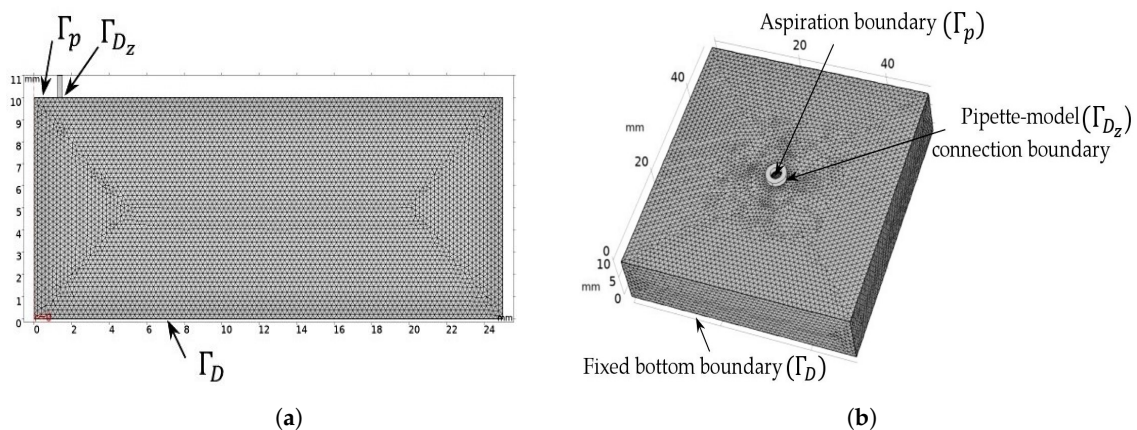 Γp
ΓDz
11
mm
10
9
8
7
6
5
4
3
2
1
0
r=0
mm
0 2 4 6 8 10 12 14 16 18 20 22 24
ΓD
(a)
Aspiration boundary (Γp)
20
40
40
mm
20
0
Pipette-model (ΓDz)
connection boundary
10
5
mm
0
Fixed bottom boundary (ΓD)
(b)